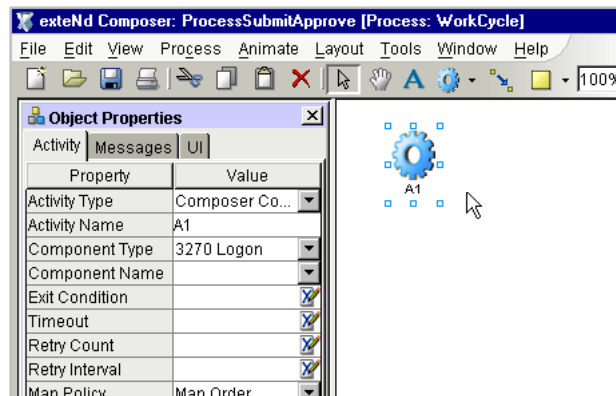 exteNd Composer: ProcessSubmitApprove [Process: WorkCycle]
File Edit View Process Animate Layout Tools Window Help
A 100%
Object Properties
Activity Messages UI
Property Value
Activity Type Composer Co...
Activity Name A1
Component Type 3270 Logon
Component Name
Exit Condition
Timeout
Retry Count
Retry Interval
Map Policy Map Order
A1